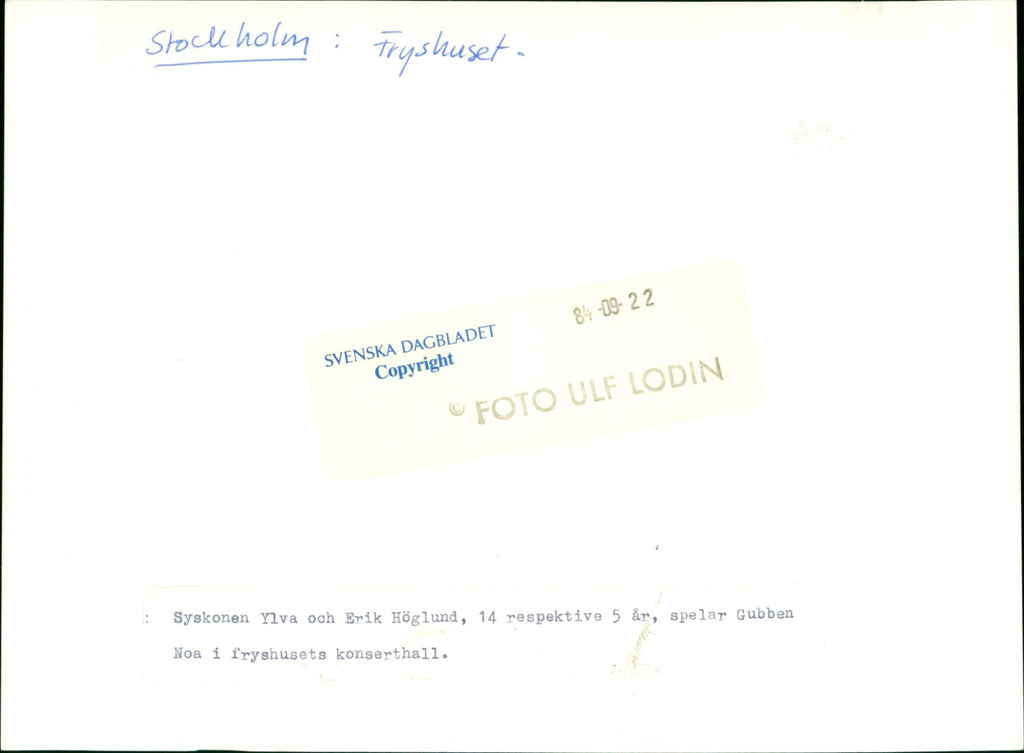 Stockholm : Fryshuset.
84-09-22
SVENSKA DAGBLADET
Copyright
© FOTO ULF LODIN
: Syskonen Ylva och Erik Höglund, 14 respektive 5 år, spelar Gubben
Noa i fryshusets konserthall.